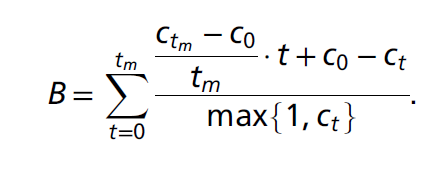 B = \sum_{t=0}^{t_m} \frac{\frac{c_{t_m} - c_0}{t_m} \cdot t + c_0 - c_t}{\max\{1, c_t\}}.